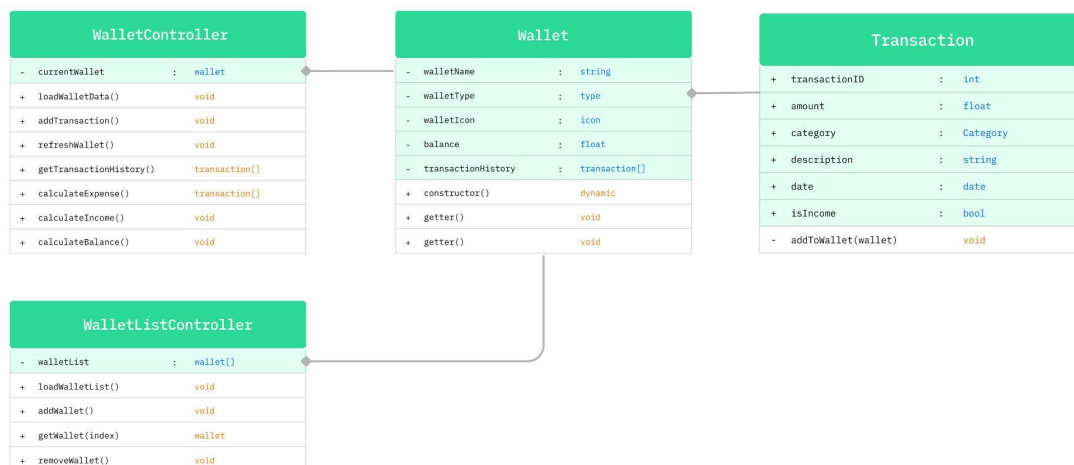 WalletController
- currentWallet : wallet
+ loadWalletData() void
+ addTransaction() void
+ refreshWallet() void
+ getTransactionHistory() transaction[]
+ calculateExpense() transaction[]
+ calculateIncome() void
+ calculateBalance() void
Wallet
- walletName : string
- walletType : type
- walletIcon : icon
- balance : float
- transactionHistory : transaction[]
+ constructor() dynamic
+ getter() void
+ getter() void
Transaction
+ transactionID : int
+ amount : float
+ category : Category
+ description : string
+ date : date
+ isIncome : bool
- addToWallet(wallet) void
WalletListController
- walletList : wallet[]
+ loadWalletList() void
+ addWallet() void
+ getWallet(index) wallet
+ removeWallet() void